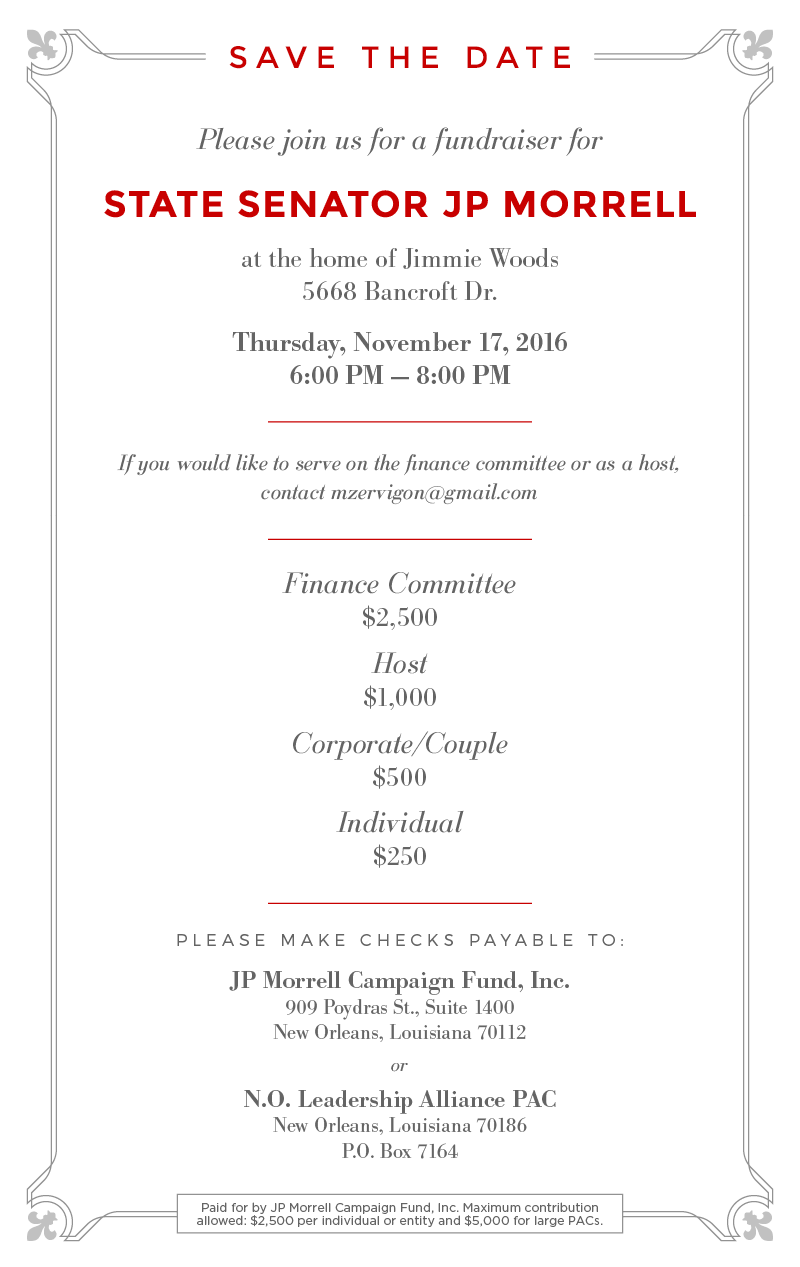 SAVE THE DATE
Please join us for a fundraiser for
STATE SENATOR JP MORRELL
at the home of Jimmie Woods
5668 Bancroft Dr.
Thursday, November 17, 2016
6:00 PM — 8:00 PM
If you would like to serve on the finance committee or as a host,
contact mzervigon@gmail.com
Finance Committee
$2,500
Host
$1,000
Corporate/Couple
$500
Individual
$250
PLEASE MAKE CHECKS PAYABLE TO:
JP Morrell Campaign Fund, Inc.
909 Poydras St., Suite 1400
New Orleans, Louisiana 70112
or
N.O. Leadership Alliance PAC
New Orleans, Louisiana 70186
P.O. Box 7164
Paid for by JP Morrell Campaign Fund, Inc. Maximum contribution
allowed: $2,500 per individual or entity and $5,000 for large PACs.